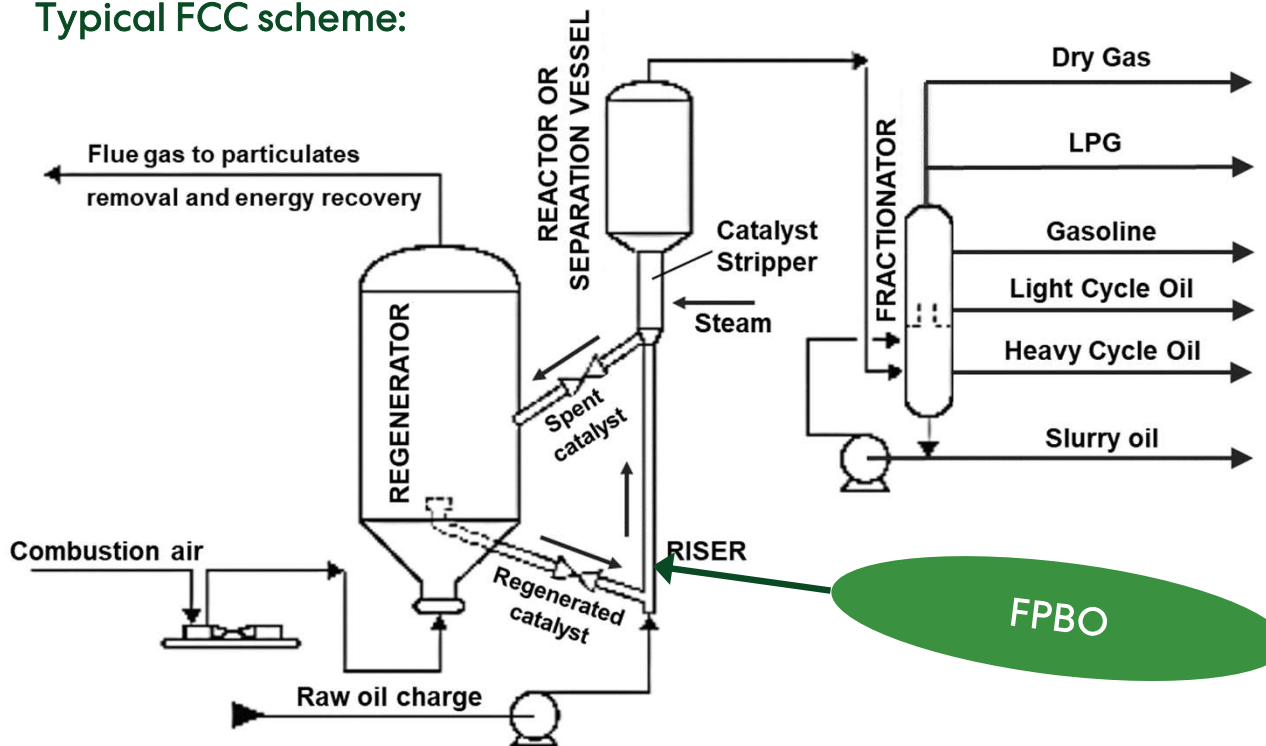 Typical FCC scheme:
REACTOR OR
SEPARATION VESSEL
Dry Gas
LPG
FRACTIONATOR
Flue gas to particulates
removal and energy recovery
Catalyst
Stripper
Gasoline
Light Cycle Oil
Steam
Heavy Cycle Oil
REGENERATOR
Spent
catalyst
Slurry oil
Combustion air
RISER
Regenerated
catalyst
FPBO
Raw oil charge